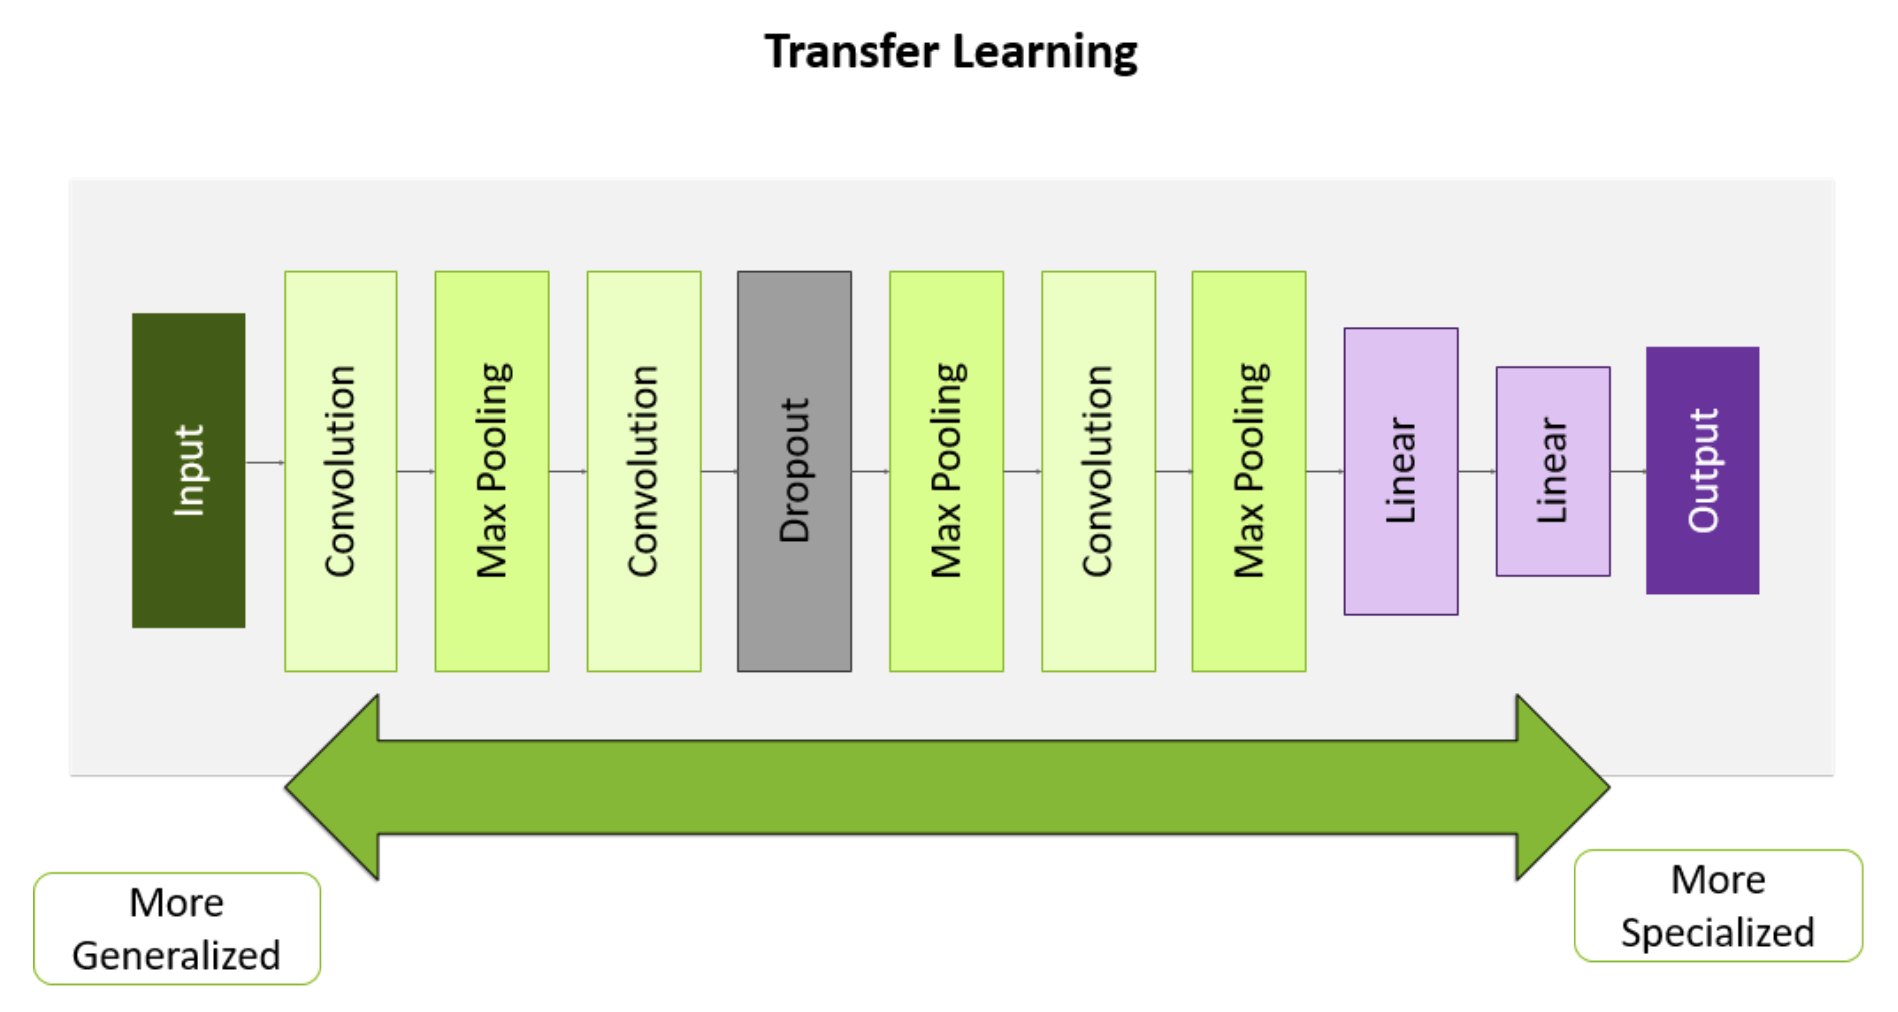 Transfer Learning
Input
Convolution
Max Pooling
Convolution
Dropout
Max Pooling
Convolution
Max Pooling
Linear
Linear
Output
More
Generalized
More
Specialized